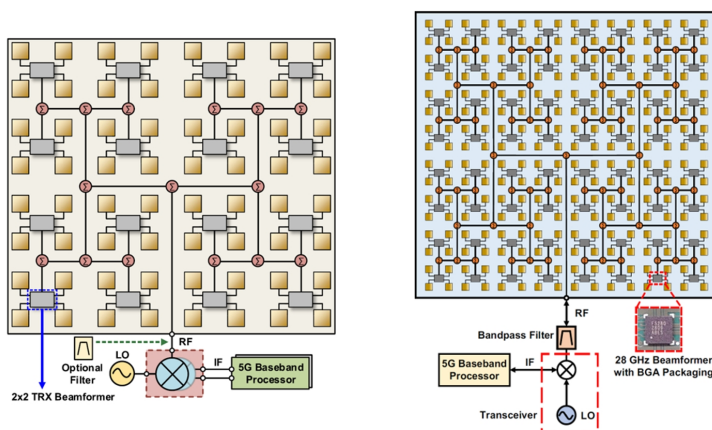 Σ Σ Σ Σ Σ Σ
Σ Σ Σ
Σ Σ Σ Σ Σ Σ
RF
Optional
Filter
LO
IF
5G Baseband
Processor
2x2 TRX Beamformer
RF
Bandpass Filter
5G Baseband
Processor
IF
Transceiver
LO
28 GHz Beamformer
with BGA Packaging